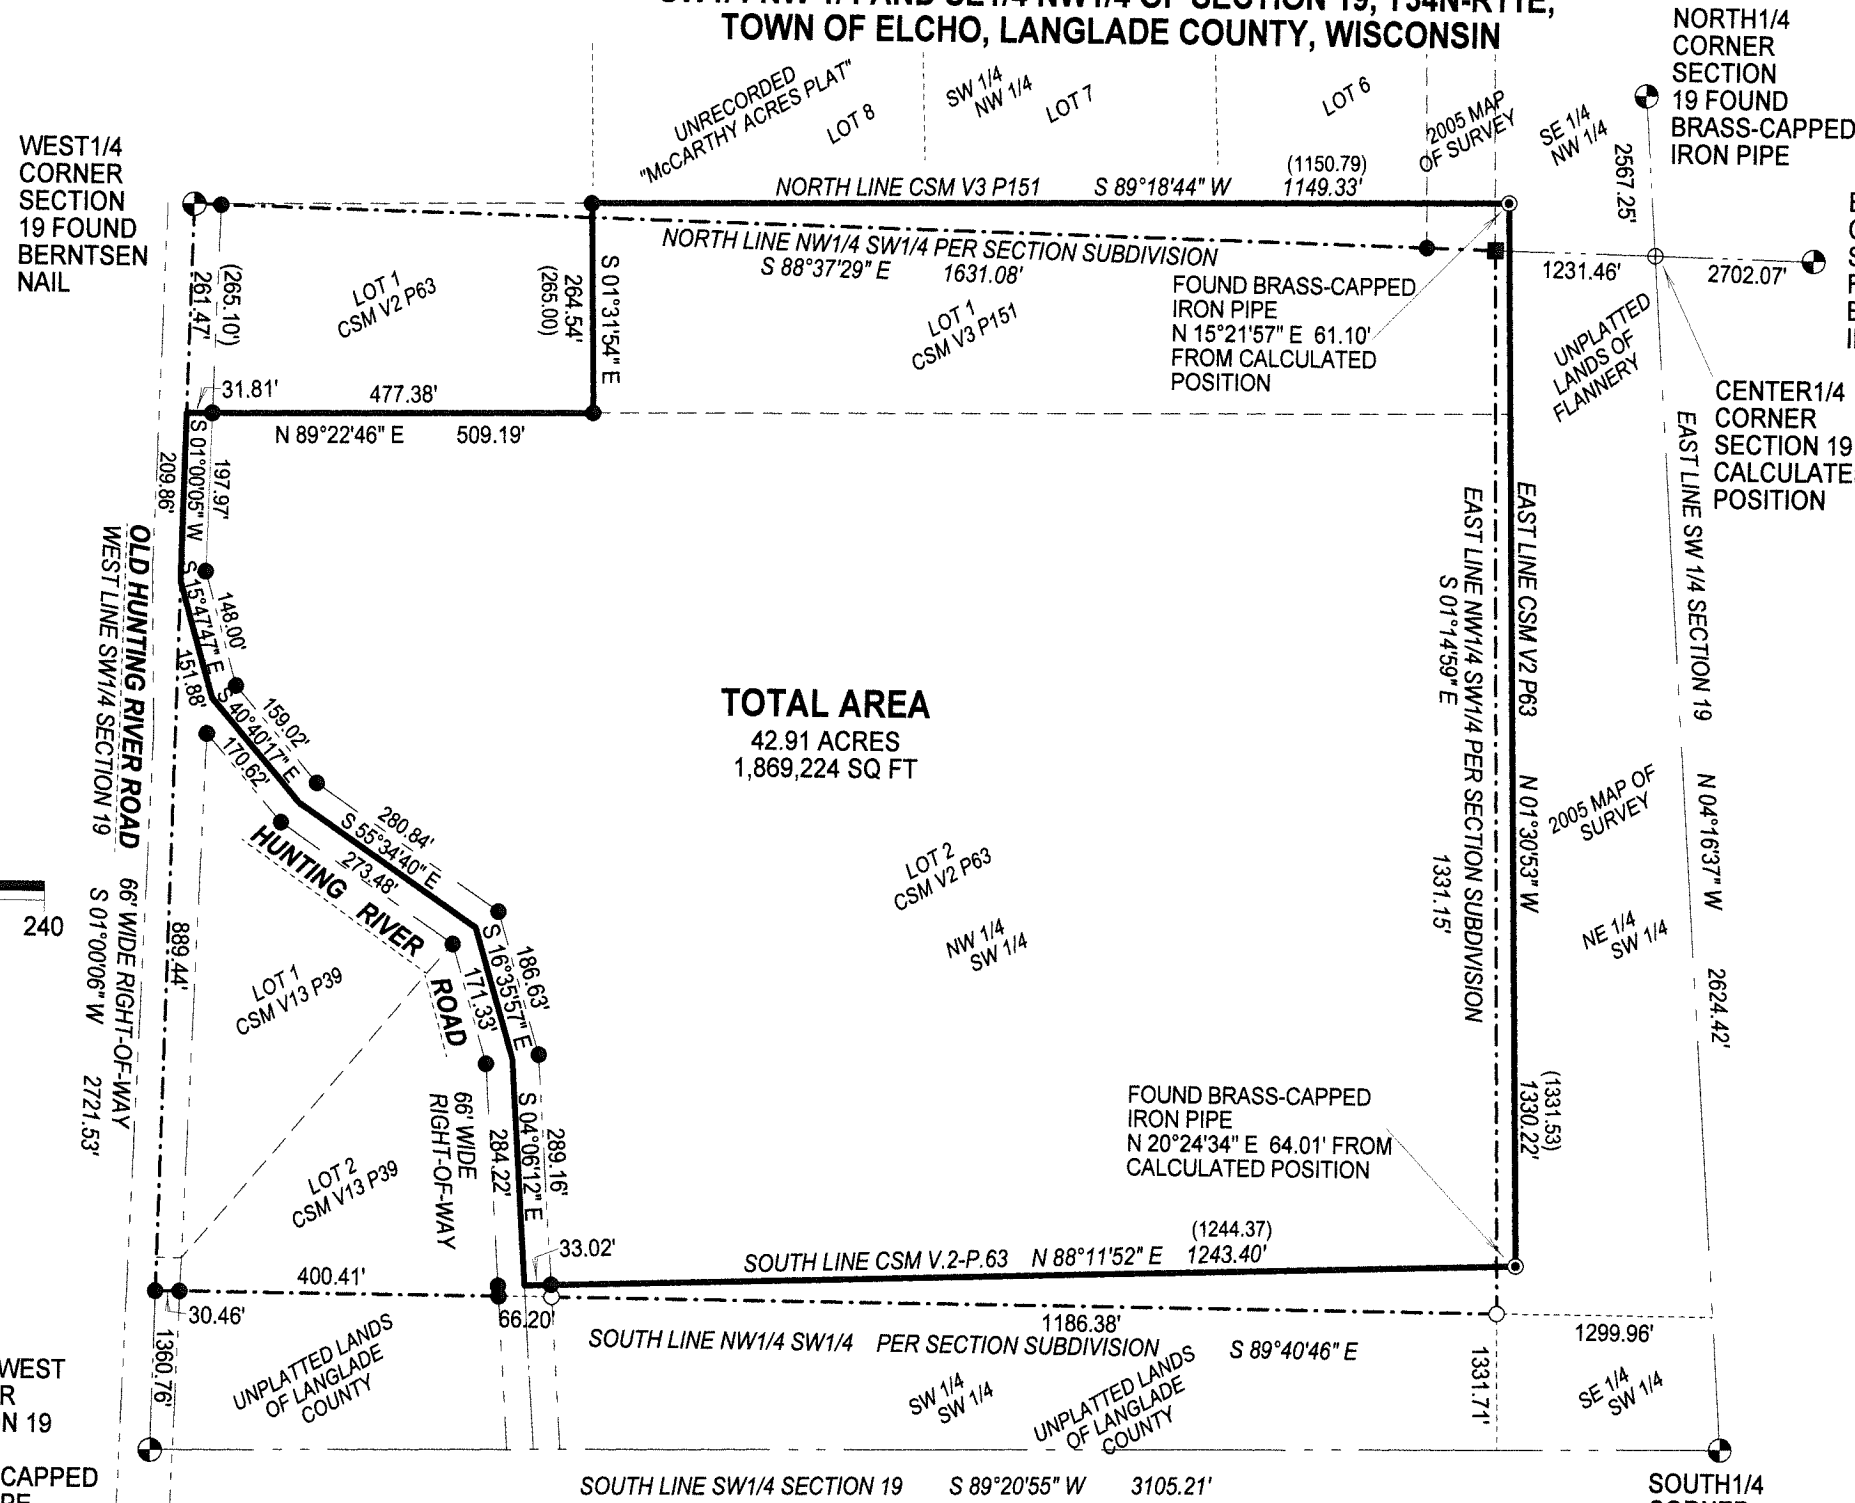 TOWN OF ELCHO, LANGLADE COUNTY, WISCONSIN
NORTH1/4
CORNER
SECTION
19 FOUND
BRASS-CAPPED
IRON PIPE
WEST1/4
CORNER
SECTION
19 FOUND
BERNTSEN
NAIL
UNRECORDED
"McCARTHY ACRES PLAT"
LOT 8
SW 1/4
NW 1/4
LOT 7
LOT 6
2005 MAP
OF SURVEY
SE 1/4
NW 1/4
2567.25'
NORTH LINE CSM V3 P151 S 89°18'44" W
(1150.79)
1149.33'
NORTH LINE NW1/4 SW1/4 PER SECTION SUBDIVISION
S 88°37'29" E 1631.08'
1231.46'
2702.07'
261.47'
(265.10')
LOT 1
CSM V2 P63
264.54'
(265.00)
S 01°31'54" E
LOT 1
CSM V3 P151
FOUND BRASS-CAPPED
IRON PIPE
N 15°21'57" E 61.10'
FROM CALCULATED
POSITION
UNPLATTED
LANDS OF
FLANNERY
CENTER1/4
CORNER
SECTION 19
CALCULATE
POSITION
31.81'
477.38'
N 89°22'46" E 509.19'
209.86'
S 01°00'05" W
197.97'
S 15°47'47" E
148.00'
151.88'
S 40°40'17" E
159.02'
170.62'
OLD HUNTING RIVER ROAD 66' WIDE RIGHT-OF-WAY
WEST LINE SW1/4 SECTION 19 S 01°00'06" W 2721.53'
TOTAL AREA
42.91 ACRES
1,869,224 SQ FT
EAST LINE NW1/4 SW1/4 PER SECTION SUBDIVISION
S 01°14'59" E
1331.15'
EAST LINE CSM V2 P63 N 01°30'53" W
(1331.53)
1330.22'
EAST LINE SW 1/4 SECTION 19 N 04°16'37" W 2624.42'
2005 MAP OF
SURVEY
280.84'
S 55°34'40" E
273.48'
HUNTING RIVER
ROAD
LOT 2
CSM V2 P63
NW 1/4
SW 1/4
NE 1/4
SW 1/4
240
889.44'
LOT 1
CSM V13 P39
186.63'
S 16°35'57" E
171.33'
66' WIDE
RIGHT-OF-WAY
284.22'
S 04°06'12" E
289.16'
LOT 2
CSM V13 P39
FOUND BRASS-CAPPED
IRON PIPE
N 20°24'34" E 64.01' FROM
CALCULATED POSITION
33.02'
SOUTH LINE CSM V.2-P.63 N 88°11'52" E
(1244.37)
1243.40'
400.41'
30.46'
66.20'
1186.38'
SOUTH LINE NW1/4 SW1/4 PER SECTION SUBDIVISION S 89°40'46" E
1299.96'
1360.76'
UNPLATTED LANDS
OF LANGLADE
COUNTY
SW 1/4
SW 1/4
UNPLATTED LANDS
OF LANGLADE
COUNTY
1331.71'
SE 1/4
SW 1/4
WEST
R
N 19
CAPPED
SOUTH LINE SW1/4 SECTION 19 S 89°20'55" W 3105.21'
SOUTH1/4